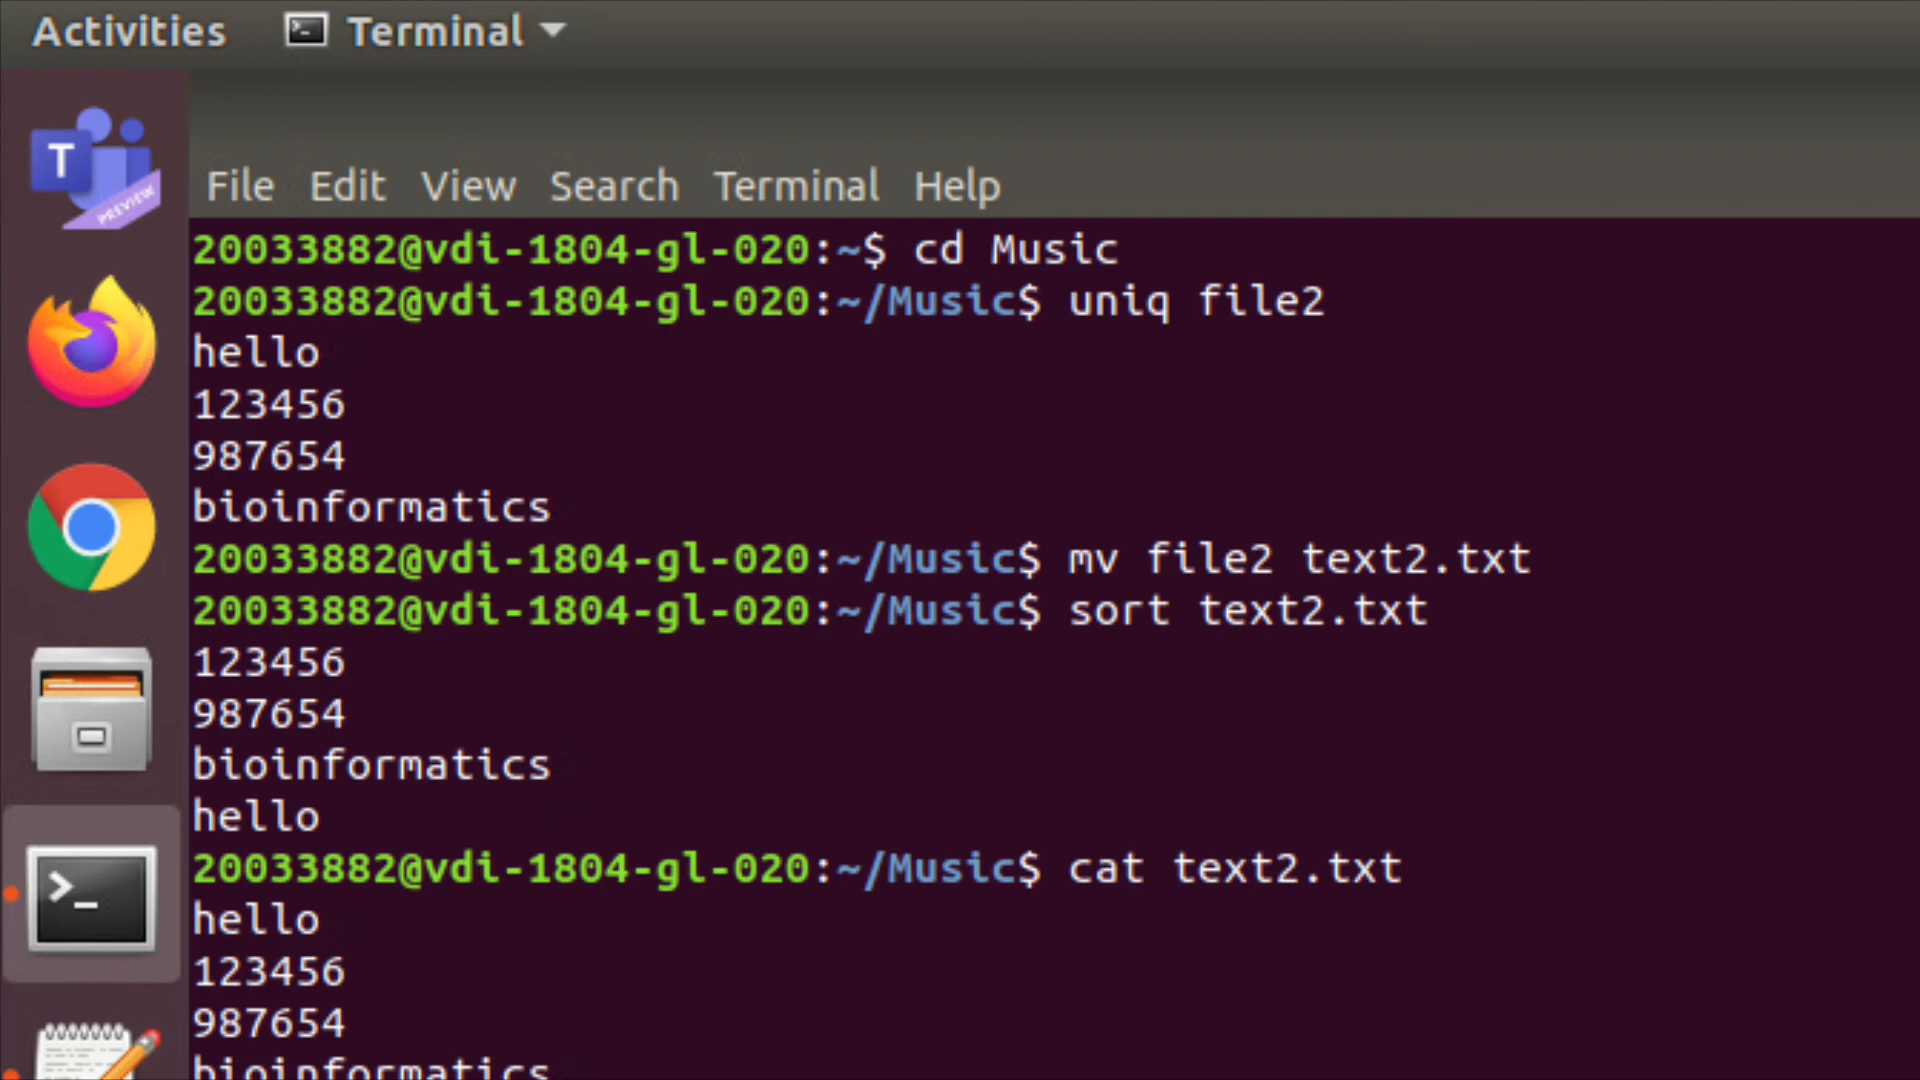 Activities Terminal
T
PREVIEW
File Edit View Search Terminal Help
20033882@vdi-1804-gl-020:~$ cd Music
20033882@vdi-1804-gl-020:~/Music$ uniq file2
hello
123456
987654
bioinformatics
20033882@vdi-1804-gl-020:~/Music$ mv file2 text2.txt
20033882@vdi-1804-gl-020:~/Music$ sort text2.txt
123456
987654
bioinformatics
hello
20033882@vdi-1804-gl-020:~/Music$ cat text2.txt
hello
123456
987654
bioinformatics